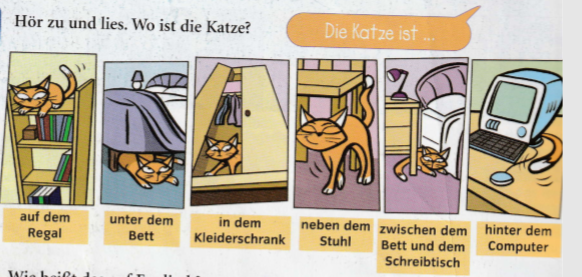 Hör zu und lies. Wo ist die Katze?
Die Katze ist ...
auf dem
Regal
unter dem
Bett
in dem
Kleiderschrank
neben dem
Stuhl
zwischen dem
Bett und dem
Schreibtisch
hinter dem
Computer